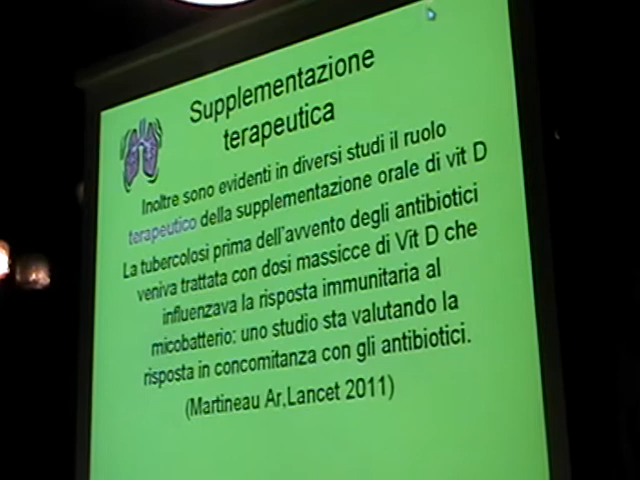 Supplementazione
terapeutica
Inoltre sono evidenti in diversi studi il ruolo
terapeutico della supplementazione orale di vit D
La tubercolosi prima dell'avvento degli antibiotici
veniva trattata con dosi massicce di Vit D che
influenzava la risposta immunitaria al
micobatterio: uno studio sta valutando la
risposta in concomitanza con gli antibiotici.
(Martineau Ar,Lancet 2011)